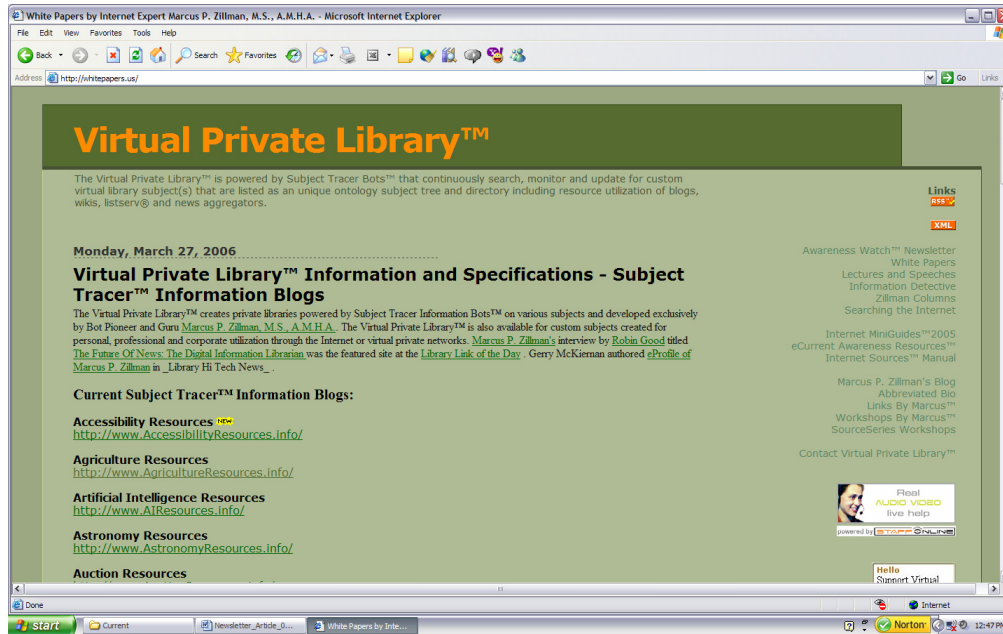 White Papers by Internet Expert Marcus P. Zillman, M.S., A.M.H.A. - Microsoft Internet Explorer
File Edit View Favorites Tools Help
Back Search Favorites
Address http://whitepapers.us/ Go Links
Virtual Private Library™
The Virtual Private Library™ is powered by Subject Tracer Bots™ that continuously search, monitor and update for custom
virtual library subject(s) that are listed as an unique ontology subject tree and directory including resource utilization of blogs,
wikis, listserv® and news aggregators.
Monday, March 27, 2006
Virtual Private Library™ Information and Specifications - Subject
Tracer™ Information Blogs
The Virtual Private Library™ creates private libraries powered by Subject Tracer Information Bots™ on various subjects and developed exclusively
by Bot Pioneer and Guru Marcus P. Zillman, M.S., A.M.H.A.. The Virtual Private Library™ is also available for custom subjects created for
personal, professional and corporate utilization through the Internet or virtual private networks. Marcus P. Zillman's interview by Robin Good titled
The Future Of News: The Digital Information Librarian was the featured site at the Library Link of the Day . Gerry McKiernan authored eProfile of
Marcus P. Zillman in _Library Hi Tech News_ .
Current Subject Tracer™ Information Blogs:
Accessibility Resources NEW
http://www.AccessibilityResources.info/
Agriculture Resources
http://www.AgricultureResources.info/
Artificial Intelligence Resources
http://www.AIResources.info/
Astronomy Resources
http://www.AstronomyResources.info/
Auction Resources
Links
RSS
XML
Awareness Watch™ Newsletter
White Papers
Lectures and Speeches
Information Detective
Zillman Columns
Searching the Internet
Internet MiniGuides™2005
eCurrent Awareness Resources™
Internet Sources™ Manual
Marcus P. Zillman's Blog
Abbreviated Bio
Links By Marcus™
Workshops By Marcus™
SourceSeries Workshops
Contact Virtual Private Library™
Real
AUDIO VIDEO
live help
powered by STAFF ONLINE
Hello
Support Virtual
Done Internet
start Current Newsletter_Article_0... White Papers by Inte... Norton 12:47 PM